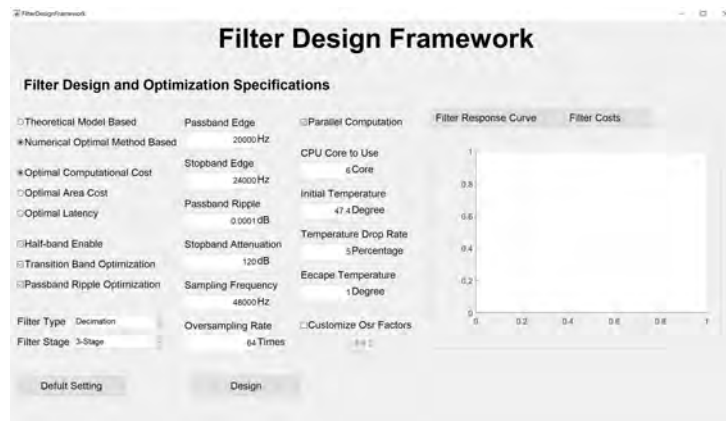 FilterDesignFramework
Filter Design Framework
Filter Design and Optimization Specifications
Theoretical Model Based
Numerical Optimal Method Based
Optimal Computational Cost
Optimal Area Cost
Optimal Latency
Half-band Enable
Transition Band Optimization
Passband Ripple Optimization
Filter Type Decimation
Filter Stage 3-Stage
Defult Setting
Passband Edge
20000 Hz
Stopband Edge
24000 Hz
Passband Ripple
0.0001 dB
Stopband Attenuation
120 dB
Sampling Frequency
48000 Hz
Oversampling Rate
64 Times
Design
Parallel Computation
CPU Core to Use
6 Core
Initial Temperature
47.4 Degree
Temperature Drop Rate
5 Percentage
Eecape Temperature
1 Degree
Customize Osr Factors
Filter Response Curve
Filter Costs
1
0.8
0.6
0.4
0.2
0
0 0.2 0.4 0.6 0.8 1